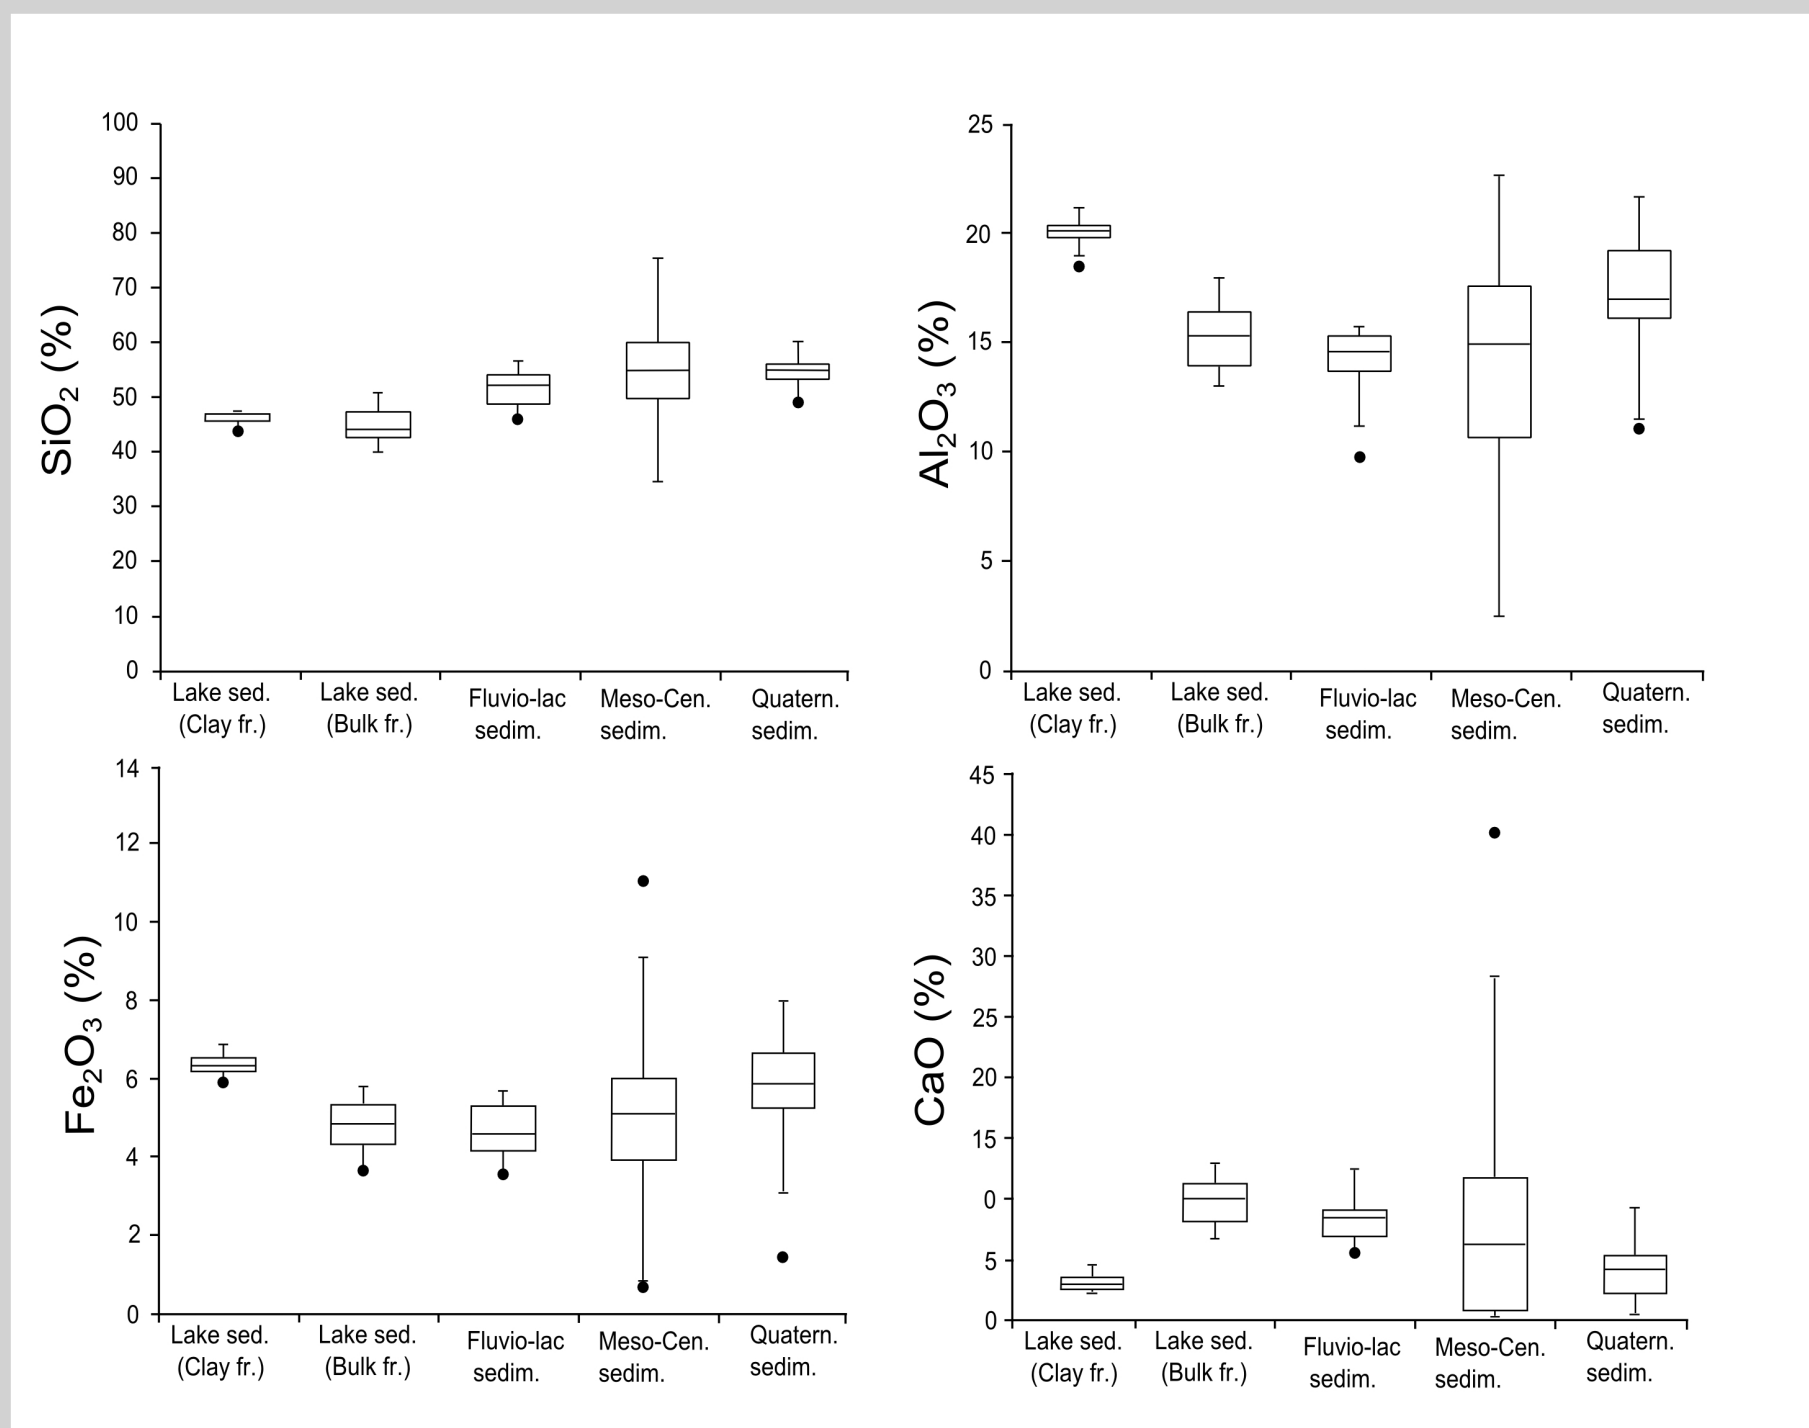 SiO2 (%)
100
90
80
70
60
50
40
30
20
10
0
Lake sed.
(Clay fr.)
Lake sed.
(Bulk fr.)
Fluvio-lac
sedim.
Meso-Cen.
sedim.
Quatern.
sedim.
Al2O3 (%)
25
20
15
10
5
0
Lake sed.
(Clay fr.)
Lake sed.
(Bulk fr.)
Fluvio-lac
sedim.
Meso-Cen.
sedim.
Quatern.
sedim.
Fe2O3 (%)
14
12
10
8
6
4
2
0
Lake sed.
(Clay fr.)
Lake sed.
(Bulk fr.)
Fluvio-lac
sedim.
Meso-Cen.
sedim.
Quatern.
sedim.
CaO (%)
45
40
35
30
25
20
15
0
5
0
Lake sed.
(Clay fr.)
Lake sed.
(Bulk fr.)
Fluvio-lac
sedim.
Meso-Cen.
sedim.
Quatern.
sedim.